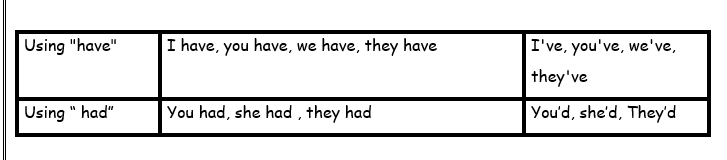 Using "have" I have, you have, we have, they have I've, you've, we've,
they've
Using “ had” You had, she had , they had You’d, she’d, They’d